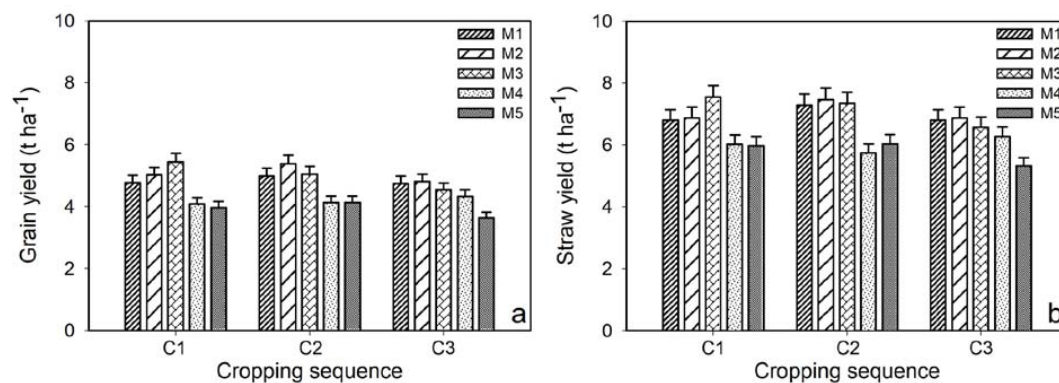 10
8
6
4
2
0
Grain yield (t ha-1)
M1
M2
M3
M4
M5
a
C1 C2 C3
Cropping sequence
10
8
6
4
2
0
Straw yield (t ha-1)
M1
M2
M3
M4
M5
b
C1 C2 C3
Cropping sequence